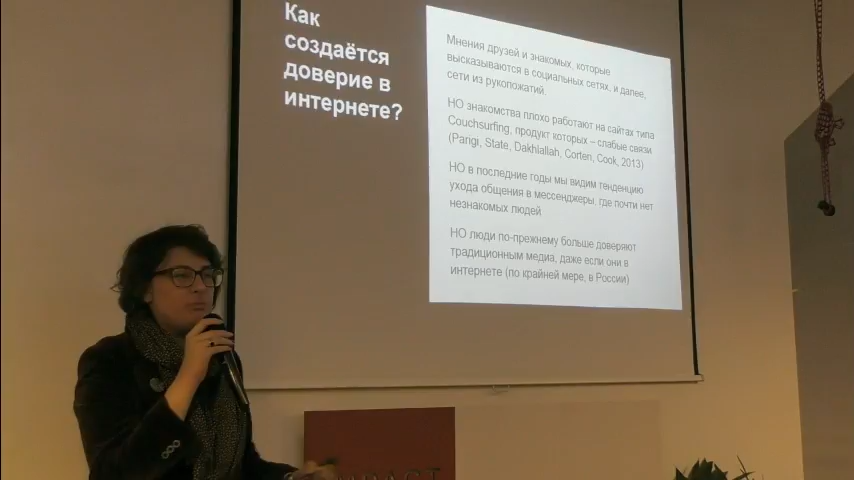 Как
создаётся
доверие в
интернете?
Мнения друзей и знакомых, которые
высказываются в социальных сетях, и далее,
сети из рукопожатий.
НО знакомства плохо работают на сайтах типа
Couchsurfing, продукт которых – слабые связи
(Parigi, State, Dakhlallah, Corten, Cook, 2013)
НО в последние годы мы видим тенденцию
ухода общения в мессенджеры, где почти нет
незнакомых людей
НО люди по-прежнему больше доверяют
традиционным медиа, даже если они в
интернете (по крайней мере, в России)